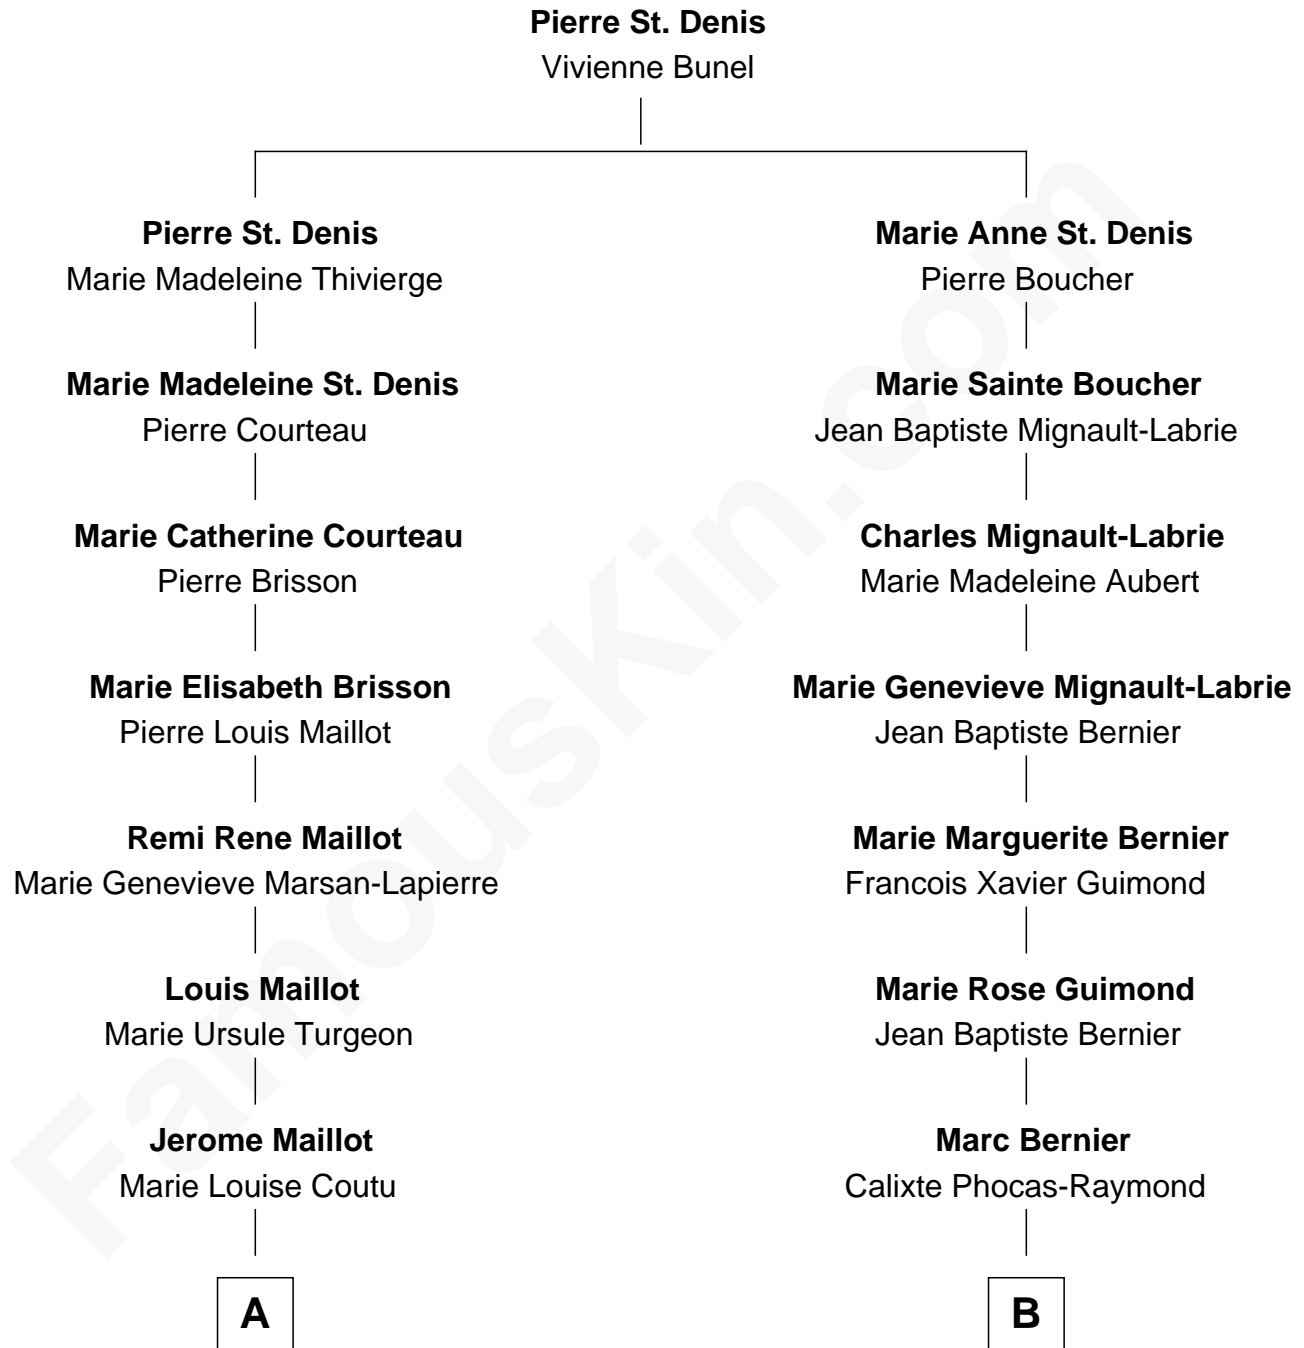 Pierre St. Denis
Vivienne Bunel
Pierre St. Denis
Marie Madeleine Thivierge
Marie Madeleine St. Denis
Pierre Courteau
Marie Catherine Courteau
Pierre Brisson
Marie Elisabeth Brisson
Pierre Louis Maillot
Remi Rene Maillot
Marie Genevieve Marsan-Lapierre
Louis Maillot
Marie Ursule Turgeon
Jerome Maillot
Marie Louise Coutu
A
Marie Anne St. Denis
Pierre Boucher
Marie Sainte Boucher
Jean Baptiste Mignault-Labrie
Charles Mignault-Labrie
Marie Madeleine Aubert
Marie Genevieve Mignault-Labrie
Jean Baptiste Bernier
Marie Marguerite Bernier
Francois Xavier Guimond
Marie Rose Guimond
Jean Baptiste Bernier
Marc Bernier
Calixte Phocas-Raymond
B
FamousKin.com